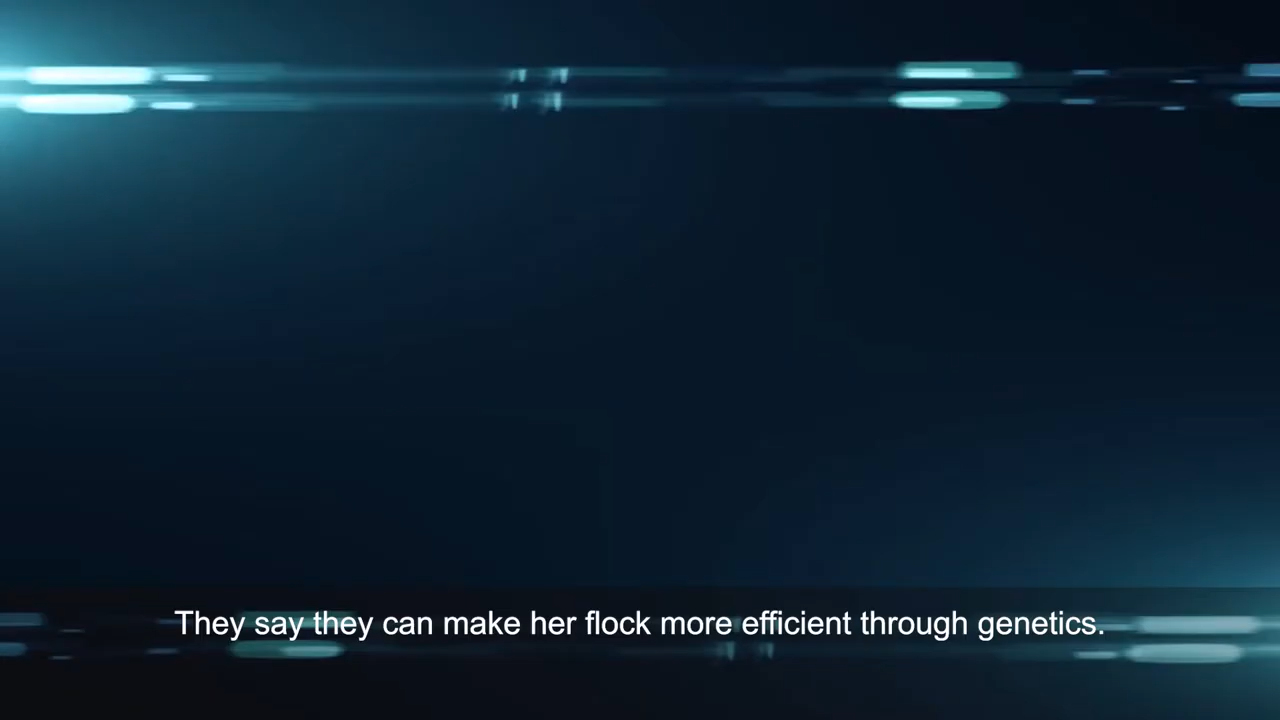 They say they can make her flock more efficient through genetics.